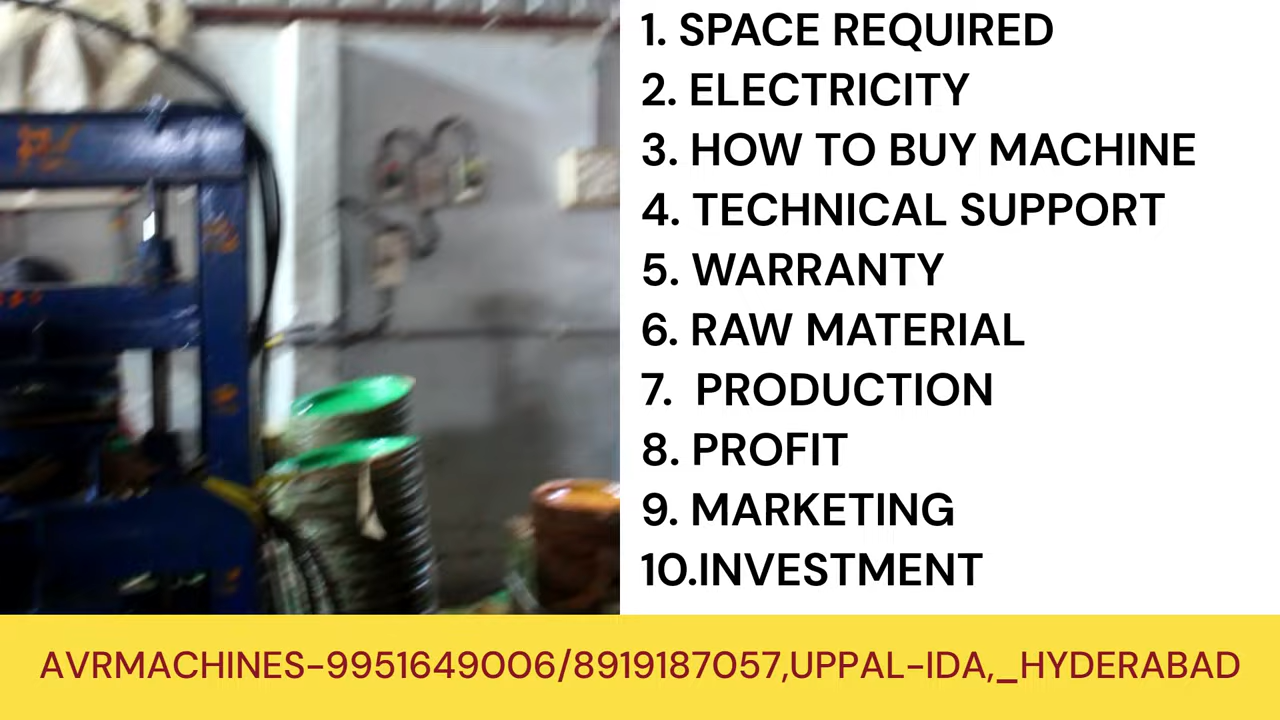 1. SPACE REQUIRED
2. ELECTRICITY
3. HOW TO BUY MACHINE
4. TECHNICAL SUPPORT
5. WARRANTY
6. RAW MATERIAL
7. PRODUCTION
8. PROFIT
9. MARKETING
10.INVESTMENT
AVRMACHINES-9951649006/8919187057,UPPAL-IDA,_HYDERABAD